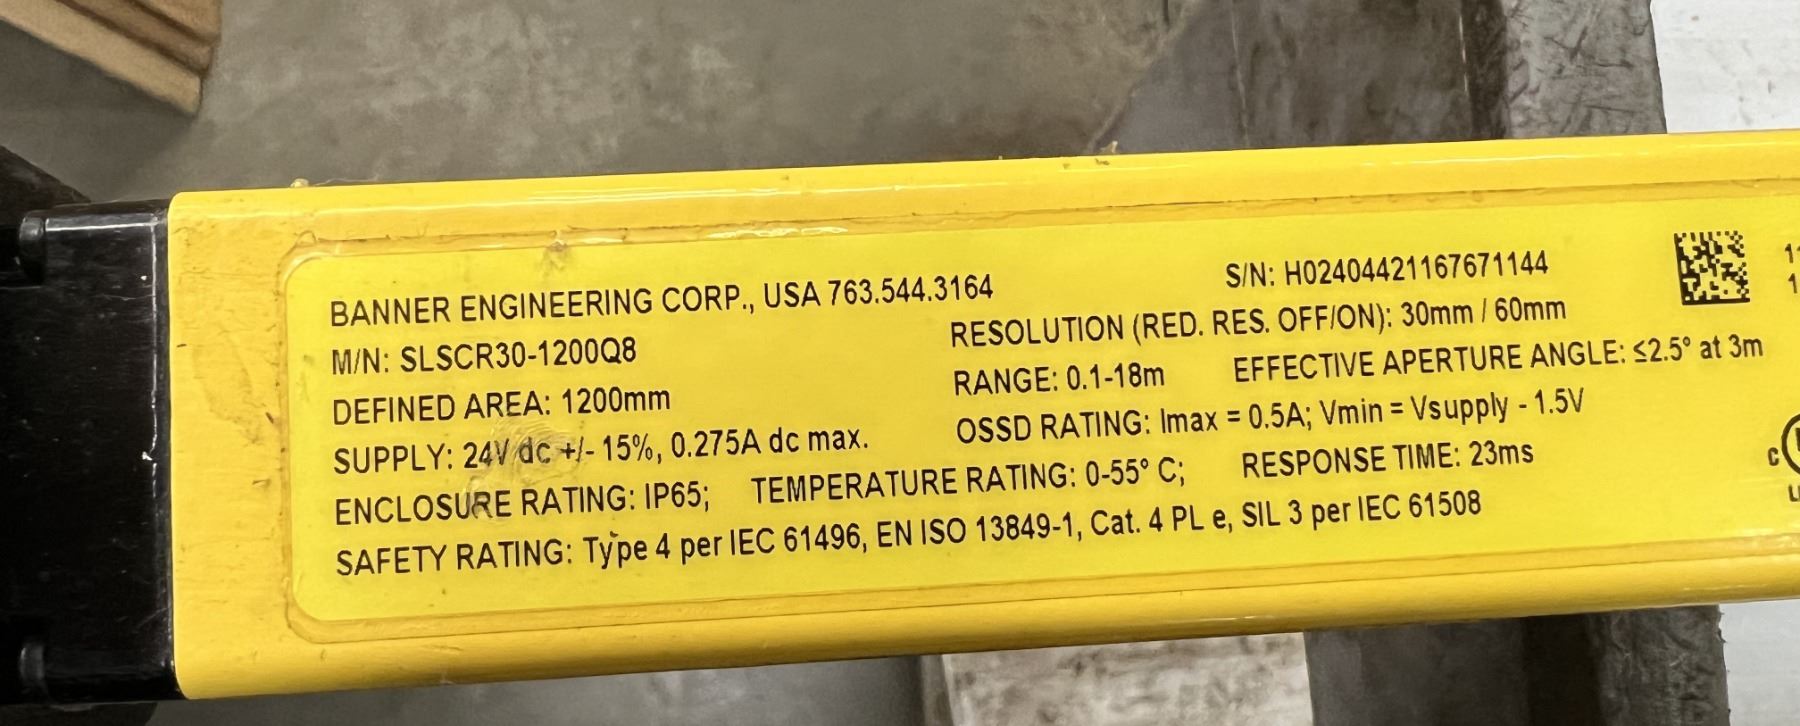 BANNER ENGINEERING CORP., USA 763.544.3164
S/N: H02404421167671144
M/N: SLSCR30-1200Q8
RESOLUTION (RED. RES. OFF/ON): 30mm / 60mm
DEFINED AREA: 1200mm
RANGE: 0.1-18m EFFECTIVE APERTURE ANGLE: ≤2.5° at 3m
SUPPLY: 24V dc +/- 15%, 0.275A dc max.
OSSD RATING: Imax = 0.5A; Vmin = Vsupply - 1.5V
ENCLOSURE RATING: IP65; TEMPERATURE RATING: 0-55° C; RESPONSE TIME: 23ms
SAFETY RATING: Type 4 per IEC 61496, EN ISO 13849-1, Cat. 4 PL e, SIL 3 per IEC 61508